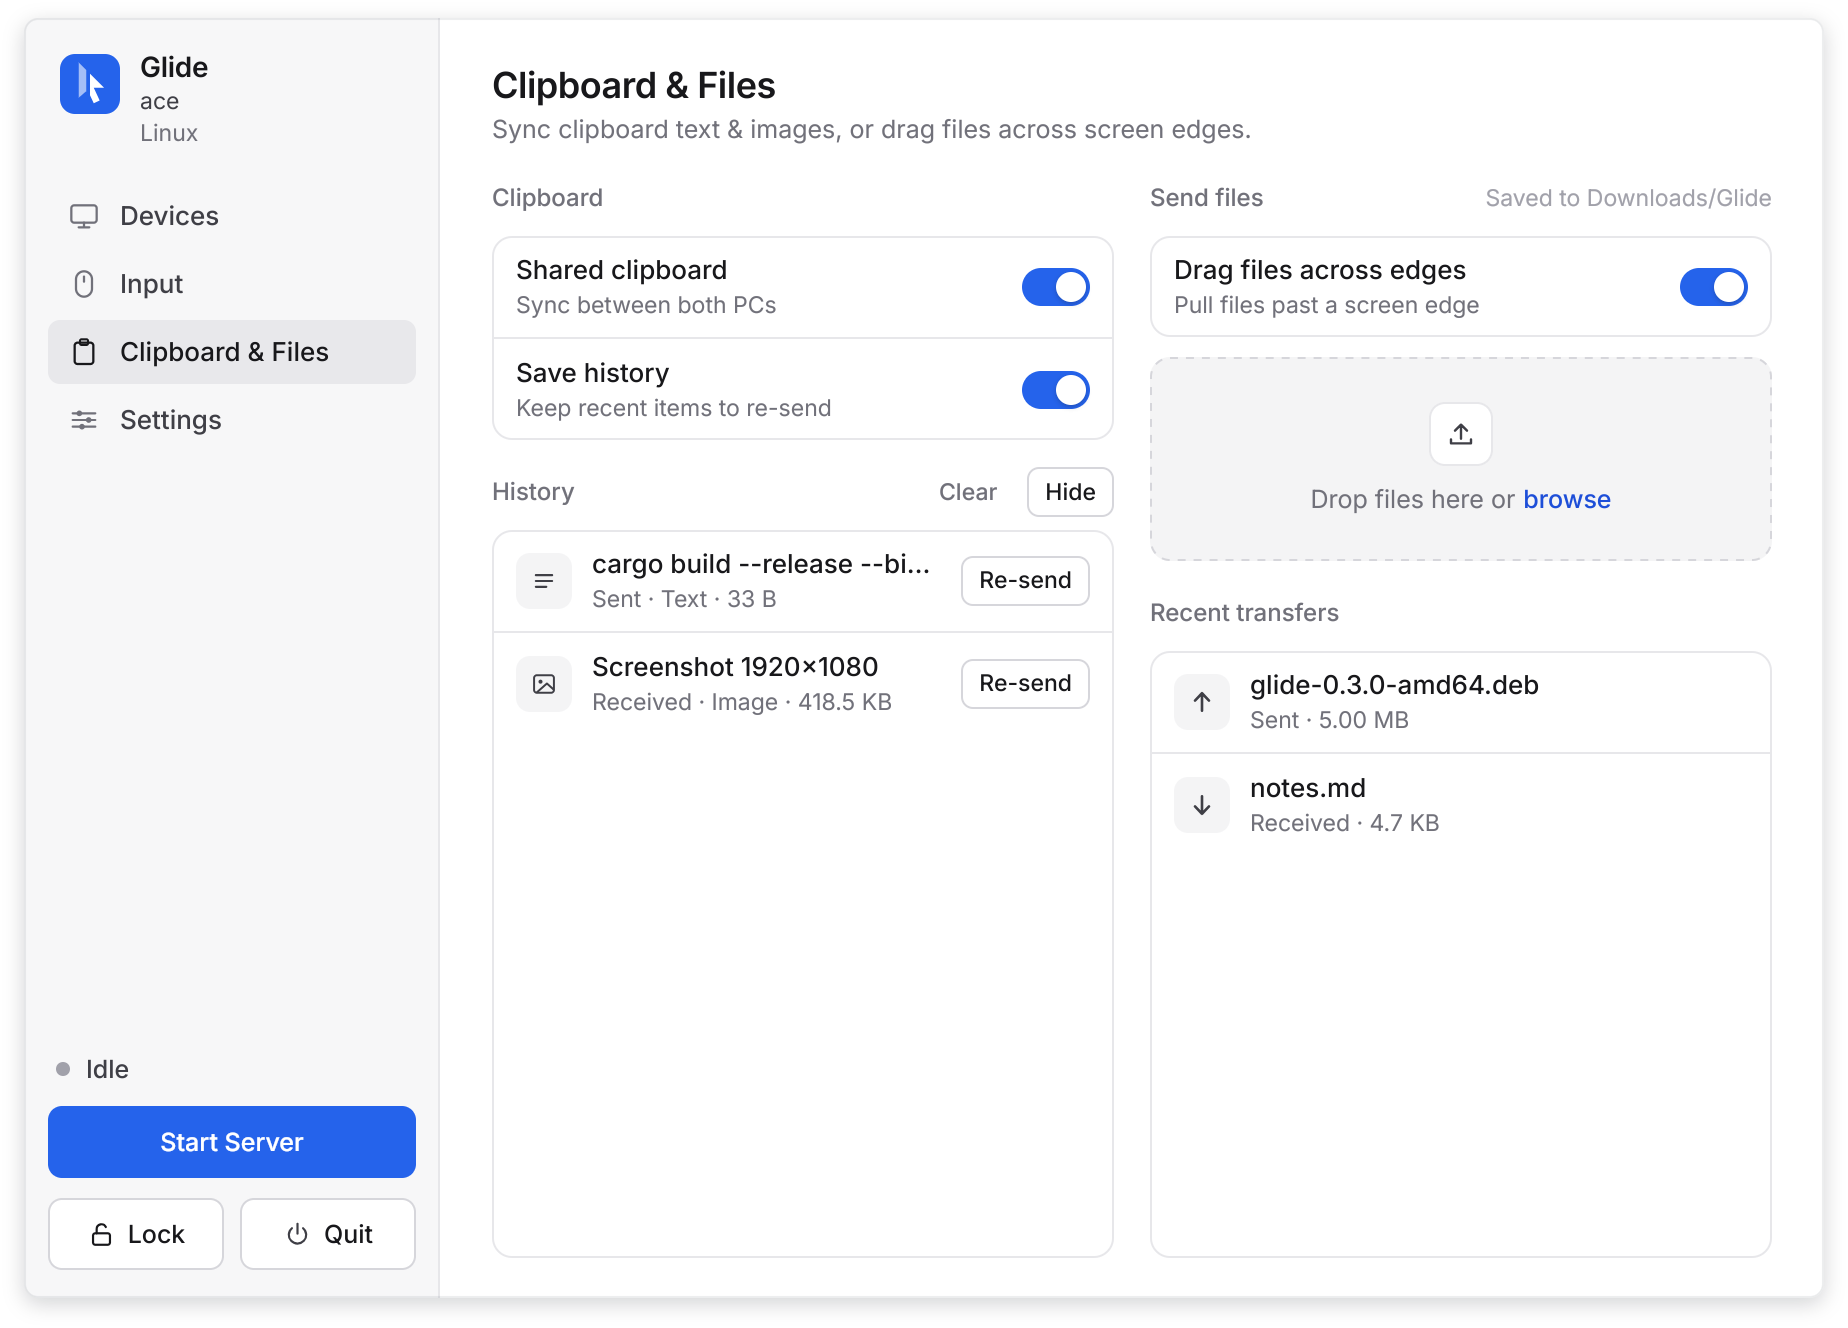 Glide
ace
Linux
Devices
Input
Clipboard & Files
Settings
Idle
Start Server
Lock
Quit
Clipboard & Files
Sync clipboard text & images, or drag files across screen edges.
Clipboard
Shared clipboard
Sync between both PCs
Save history
Keep recent items to re-send
History
Clear
Hide
cargo build --release --bi...
Sent · Text · 33 B
Re-send
Screenshot 1920×1080
Received · Image · 418.5 KB
Re-send
Send files
Saved to Downloads/Glide
Drag files across edges
Pull files past a screen edge
Drop files here or browse
Recent transfers
glide-0.3.0-amd64.deb
Sent · 5.00 MB
notes.md
Received · 4.7 KB